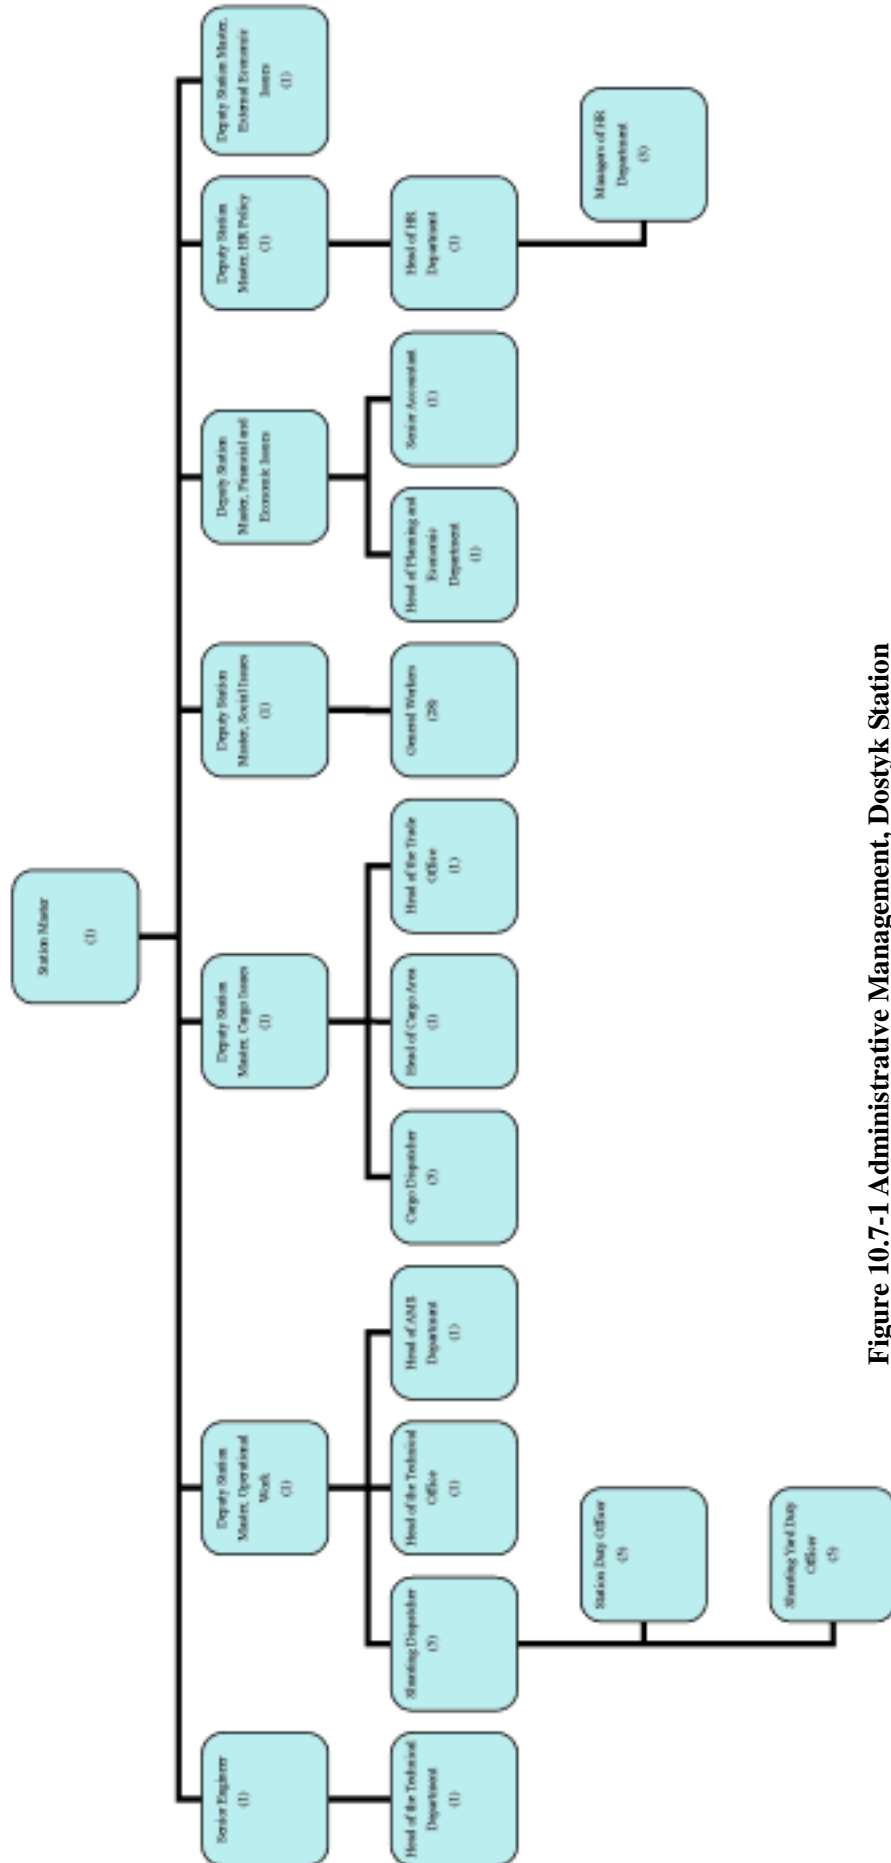 Station Master
(1)
Senior Engineer
(1)
Deputy Station
Master, Operational
Work
(1)
Deputy Station
Master, Cargo Issues
(1)
Deputy Station
Master, Social Issues
(1)
Deputy Station
Master, Financial and
Economic Issues
Deputy Station
Master, HR Policy
(1)
Deputy Station Master,
External Economic
Issues
(1)
Head of the Technical
Department
(1)
Shunting Dispatcher
(5)
Head of the Technical
Office
(1)
Head of AMS
Department
(1)
Cargo Dispatcher
(5)
Head of Cargo Area
(1)
Head of the Trade
Office
(1)
General Workers
Head of Planning and
Economic
Department
(1)
Senior Accountant
(1)
Head of HR
Department
(1)
Station Duty Officer
(5)
Managers of HR
Department
Shunting Yard Duty
Officer
(5)
Figure 10.7-1 Administrative Management, Dostyk Station